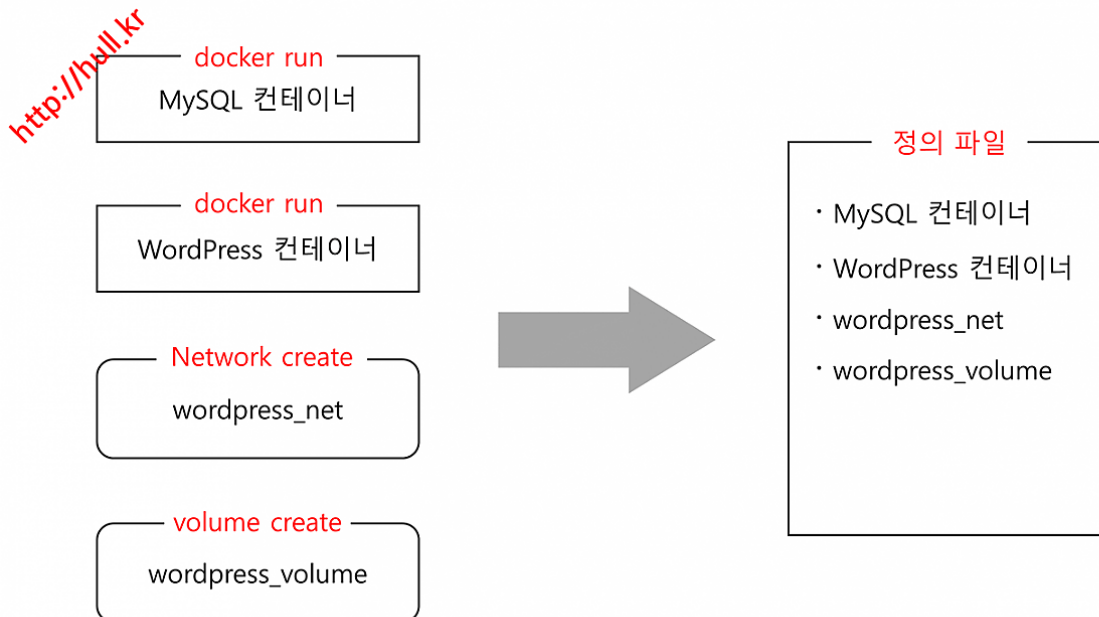 http://hull.kr
docker run
MySQL 컨테이너
docker run
WordPress 컨테이너
Network create
wordpress_net
volume create
wordpress_volume
정의 파일
· MySQL 컨테이너
· WordPress 컨테이너
· wordpress_net
· wordpress_volume